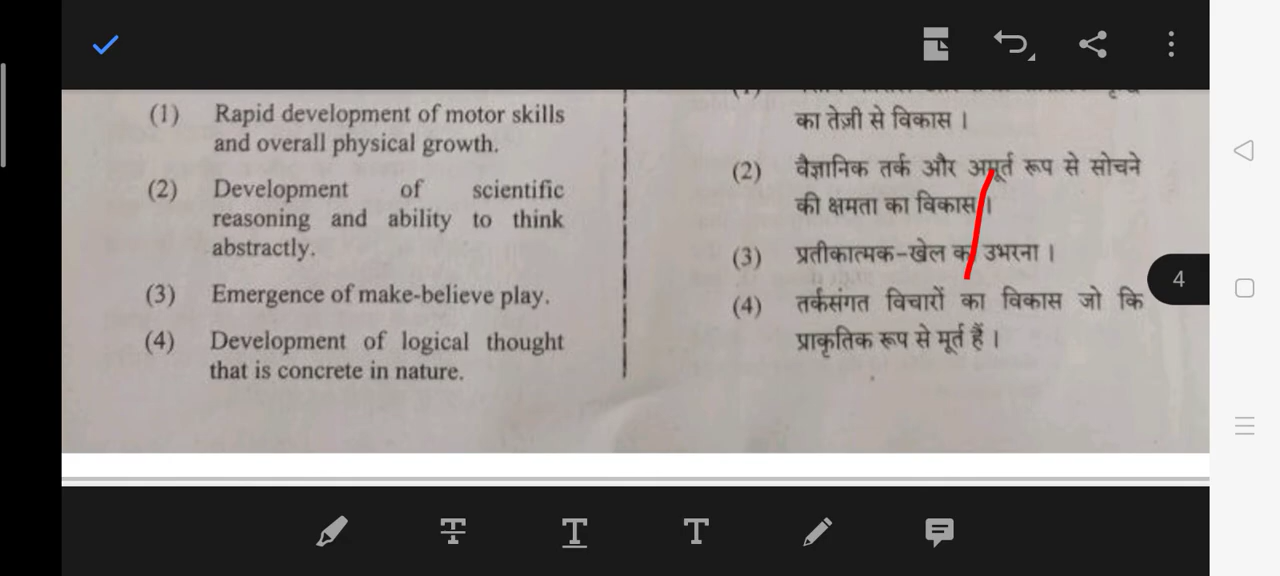 (1) Rapid development of motor skills
and overall physical growth.
(2) Development of scientific
reasoning and ability to think
abstractly.
(3) Emergence of make-believe play.
(4) Development of logical thought
that is concrete in nature.
का तेज़ी से विकास ।
(2) वैज्ञानिक तर्क और अमूर्त रूप से सोचने
की क्षमता का विकास ।
(3) प्रतीकात्मक-खेल का उभरना ।
(4) तर्कसंगत विचारों का विकास जो कि
प्राकृतिक रूप से मूर्त हैं ।
4
T
T
T